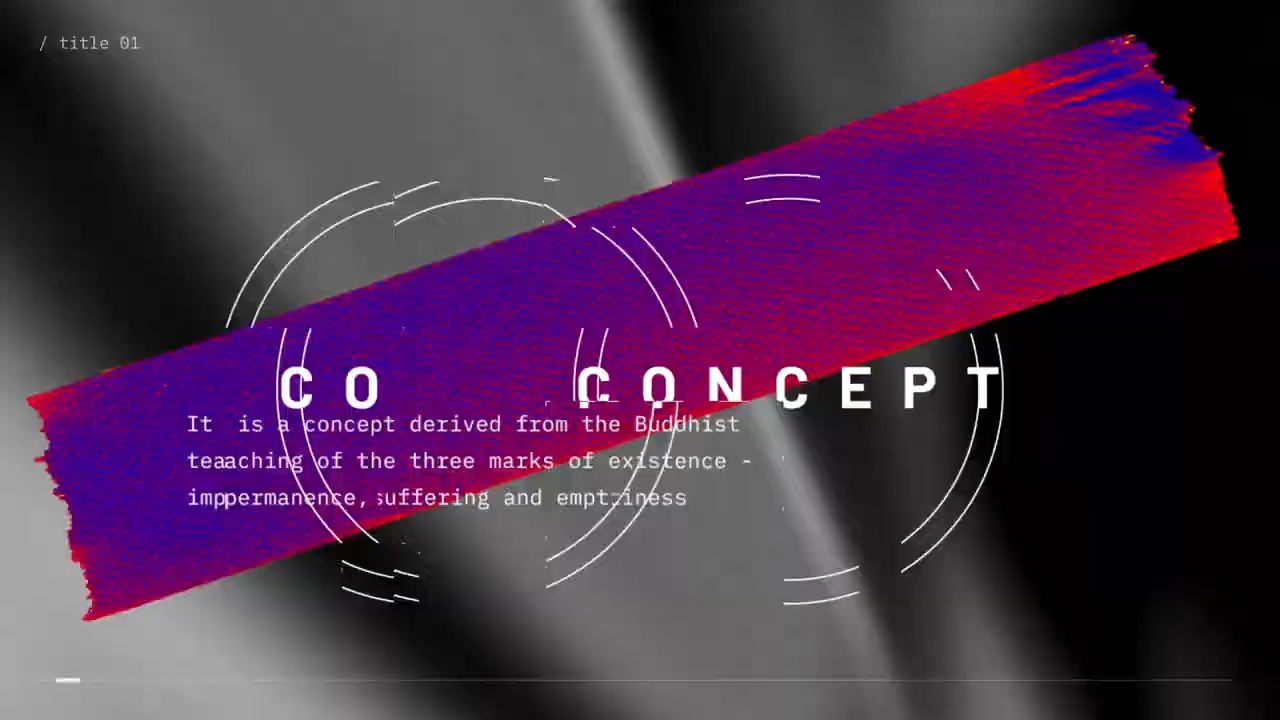 / title 01
CO CONCEPT
It is a concept derived from the Buddhist
teaaching of the three marks of existence -
imppermanence, suffering and emptiness